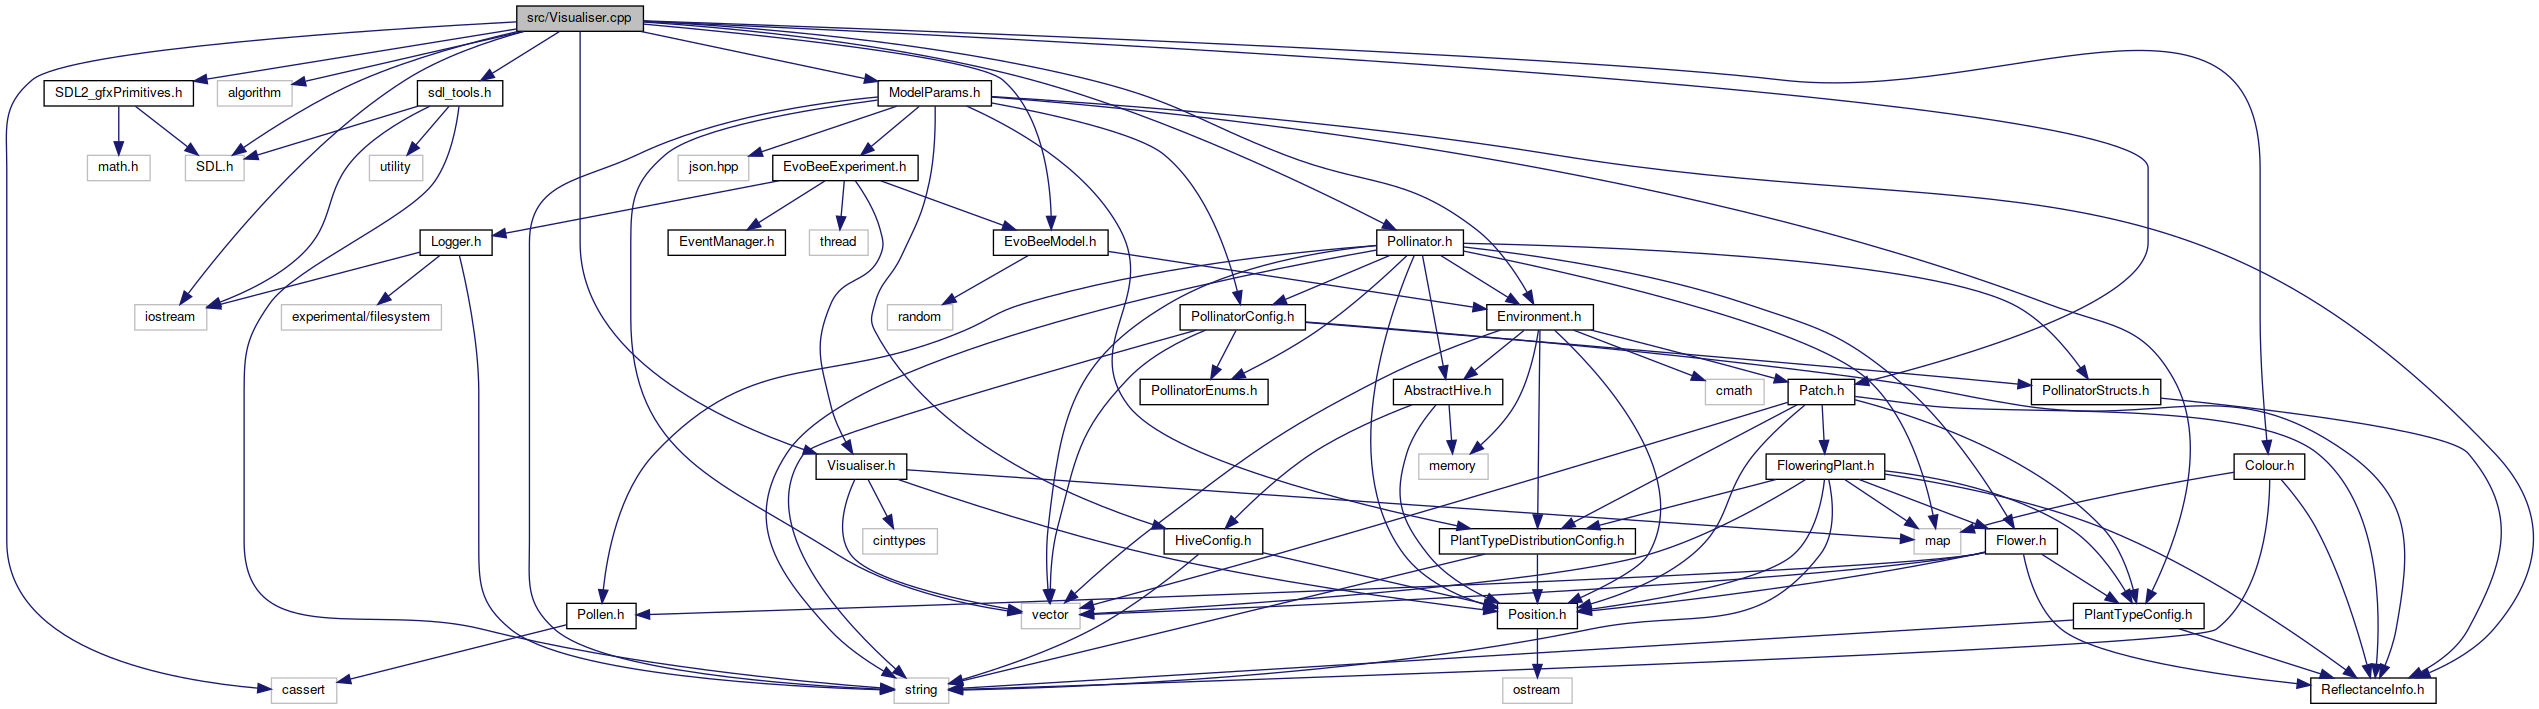 src/Visualiser.cpp
SDL2_gfxPrimitives.h
algorithm
sdl_tools.h
ModelParams.h
math.h
SDL.h
utility
json.hpp
EvoBeeExperiment.h
Logger.h
EventManager.h
thread
EvoBeeModel.h
Pollinator.h
iostream
experimental/filesystem
random
PollinatorConfig.h
Environment.h
PollinatorEnums.h
AbstractHive.h
cmath
Patch.h
PollinatorStructs.h
Visualiser.h
memory
FloweringPlant.h
Colour.h
cinttypes
HiveConfig.h
PlantTypeDistributionConfig.h
map
Flower.h
Pollen.h
vector
Position.h
PlantTypeConfig.h
cassert
string
ostream
ReflectanceInfo.h